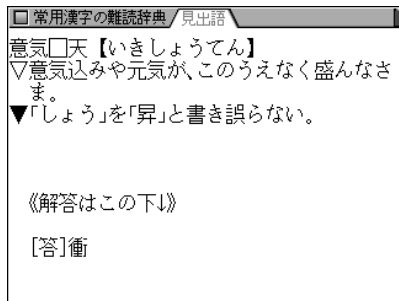 □ 常用漢字の難読辞典 見出語
意気□天【いきしょうてん】
▽意気込みや元気が、このうえなく盛んなさ
ま。
▼「しょう」を「昇」と書き誤らない。
《解答はこの下↓》
[答]衝